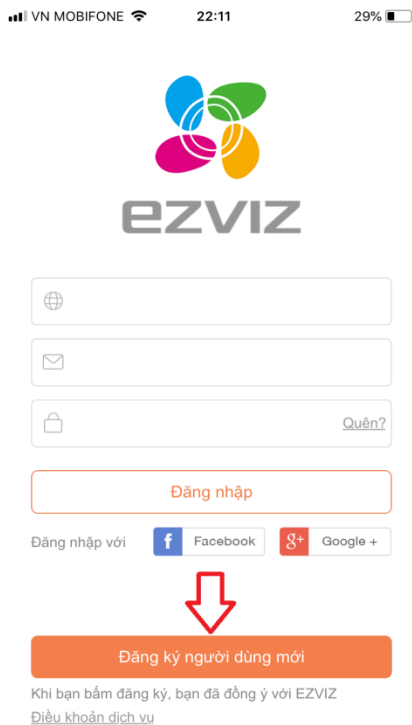 VN MOBIFONE 22:11 29%
ezviz
Quên?
Đăng nhập
Đăng nhập với f Facebook g+ Google +
Đăng ký người dùng mới
Khi bạn bấm đăng ký, bạn đã đồng ý với EZVIZ
Điều khoản dịch vụ